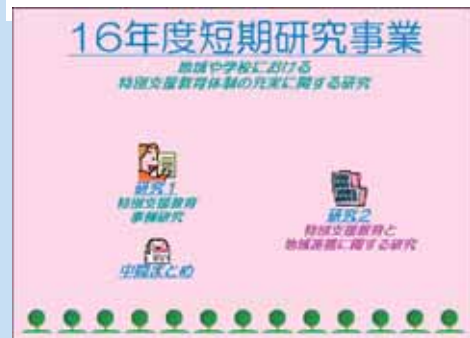 16年度短期研究事業
地域や学校における
特別支援教育体制の充実に関する研究
研究1
特別支援教育
事例研究
研究2
特別支援教育と
地域連携に関する研究
中間まとめ